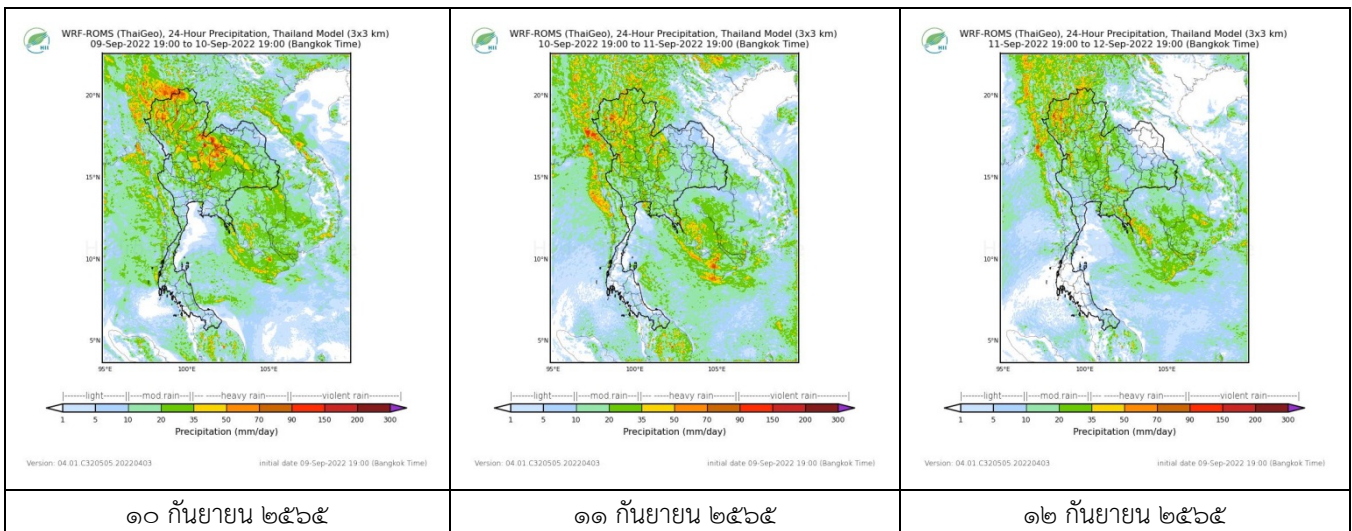 WRF-ROMS (ThaiGeo), 24-Hour Precipitation, Thailand Model (3x3 km)
09-Sep-2022 19:00 to 10-Sep-2022 19:00 (Bangkok Time)
HII
20°N
15°N
10°N
5°N
95°E 100°E 105°E
|------light---||---mod rain---||--- ---heavy rain------||------violent rain------|
1 5 10 20 35 50 70 90 150 200 300
Precipitation (mm/day)
Version: 04.01.C320505.20220403 initial date 09-Sep-2022 19:00 (Bangkok Time)
๑๐ กันยายน ๒๕๖๕
WRF-ROMS (ThaiGeo), 24-Hour Precipitation, Thailand Model (3x3 km)
10-Sep-2022 19:00 to 11-Sep-2022 19:00 (Bangkok Time)
HII
20°N
15°N
10°N
5°N
95°E 100°E 105°E
|------light---||---mod rain---||--- ---heavy rain------||------violent rain------|
1 5 10 20 35 50 70 90 150 200 300
Precipitation (mm/day)
Version: 04.01.C320505.20220403 initial date 09-Sep-2022 19:00 (Bangkok Time)
๑๑ กันยายน ๒๕๖๕
WRF-ROMS (ThaiGeo), 24-Hour Precipitation, Thailand Model (3x3 km)
11-Sep-2022 19:00 to 12-Sep-2022 19:00 (Bangkok Time)
HII
20°N
15°N
10°N
5°N
95°E 100°E 105°E
|------light---||---mod rain---||--- ---heavy rain------||------violent rain------|
1 5 10 20 35 50 70 90 150 200 300
Precipitation (mm/day)
Version: 04.01.C320505.20220403 initial date 09-Sep-2022 19:00 (Bangkok Time)
๑๒ กันยายน ๒๕๖๕